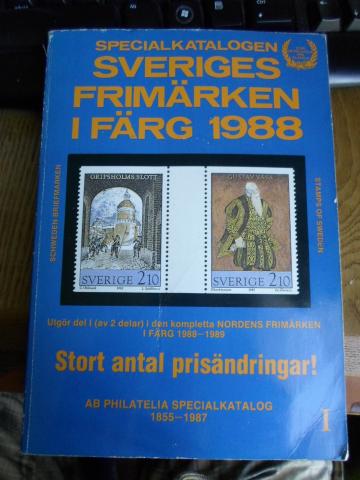 SPECIALKATALOGEN
SVERIGES
FRIMÄRKEN
I FÄRG 1988
SCHWEDEN BRIEFMARKEN
STAMPS OF SWEDEN
GRIPSHOLMS SLOTT
SVERIGE 2.10
GUSTAV VASA
SVERIGE 2.10
Utgör del I (av 2 delar) i den kompletta NORDENS FRIMÄRKEN
I FÄRG 1988–1989
Stort antal prisändringar!
AB PHILATELIA SPECIALKATALOG
1855–1987
I